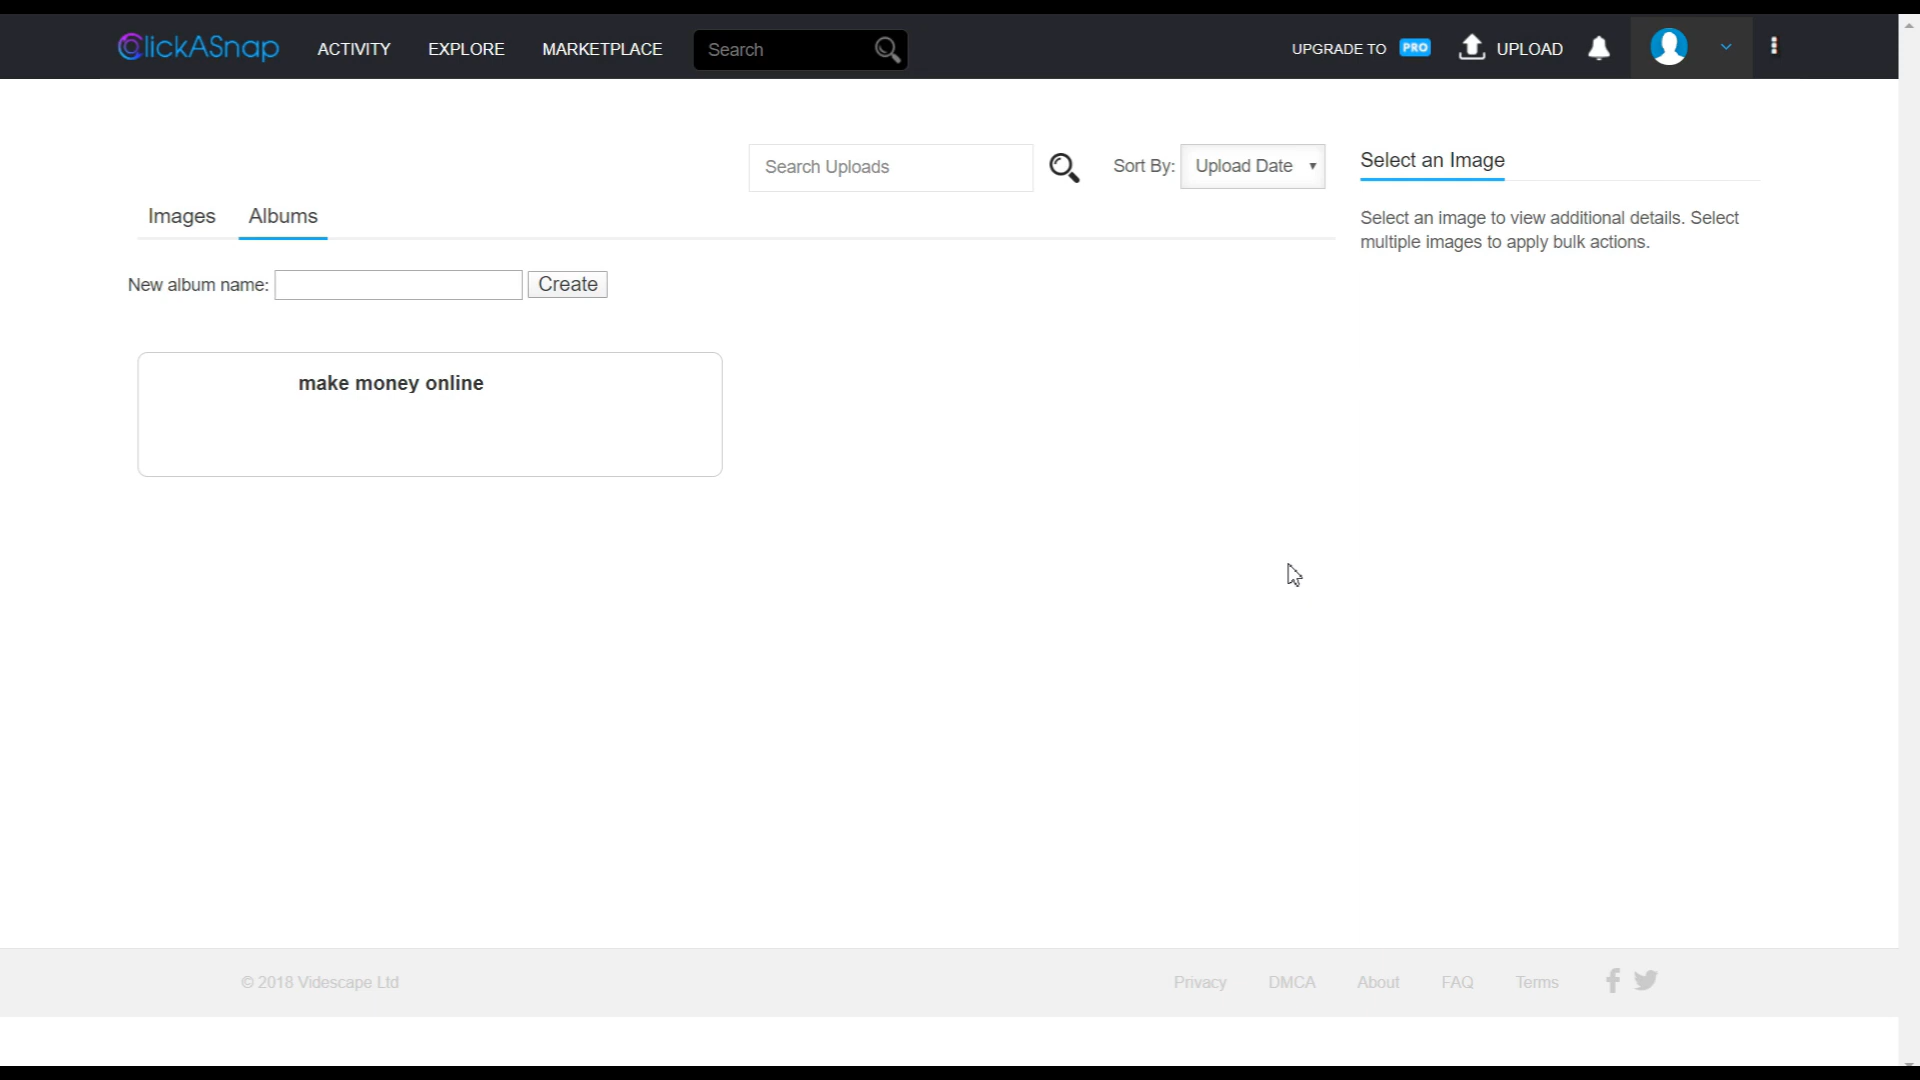 ClickASnap ACTIVITY EXPLORE MARKETPLACE Search UPGRADE TO PRO UPLOAD
Search Uploads Sort By: Upload Date Select an Image
Images Albums
Select an image to view additional details. Select
multiple images to apply bulk actions.
New album name: Create
make money online
© 2018 Videscape Ltd Privacy DMCA About FAQ Terms